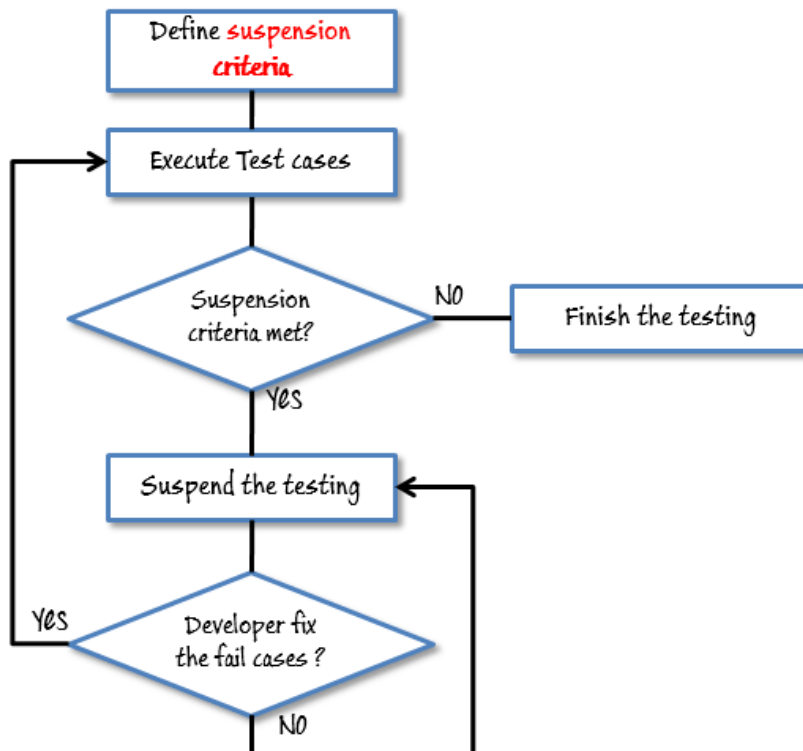 Define suspension
criteria
Execute Test cases
Suspension
criteria met?
NO
Finish the testing
Yes
Suspend the testing
Yes
Developer fix
the fail cases ?
NO